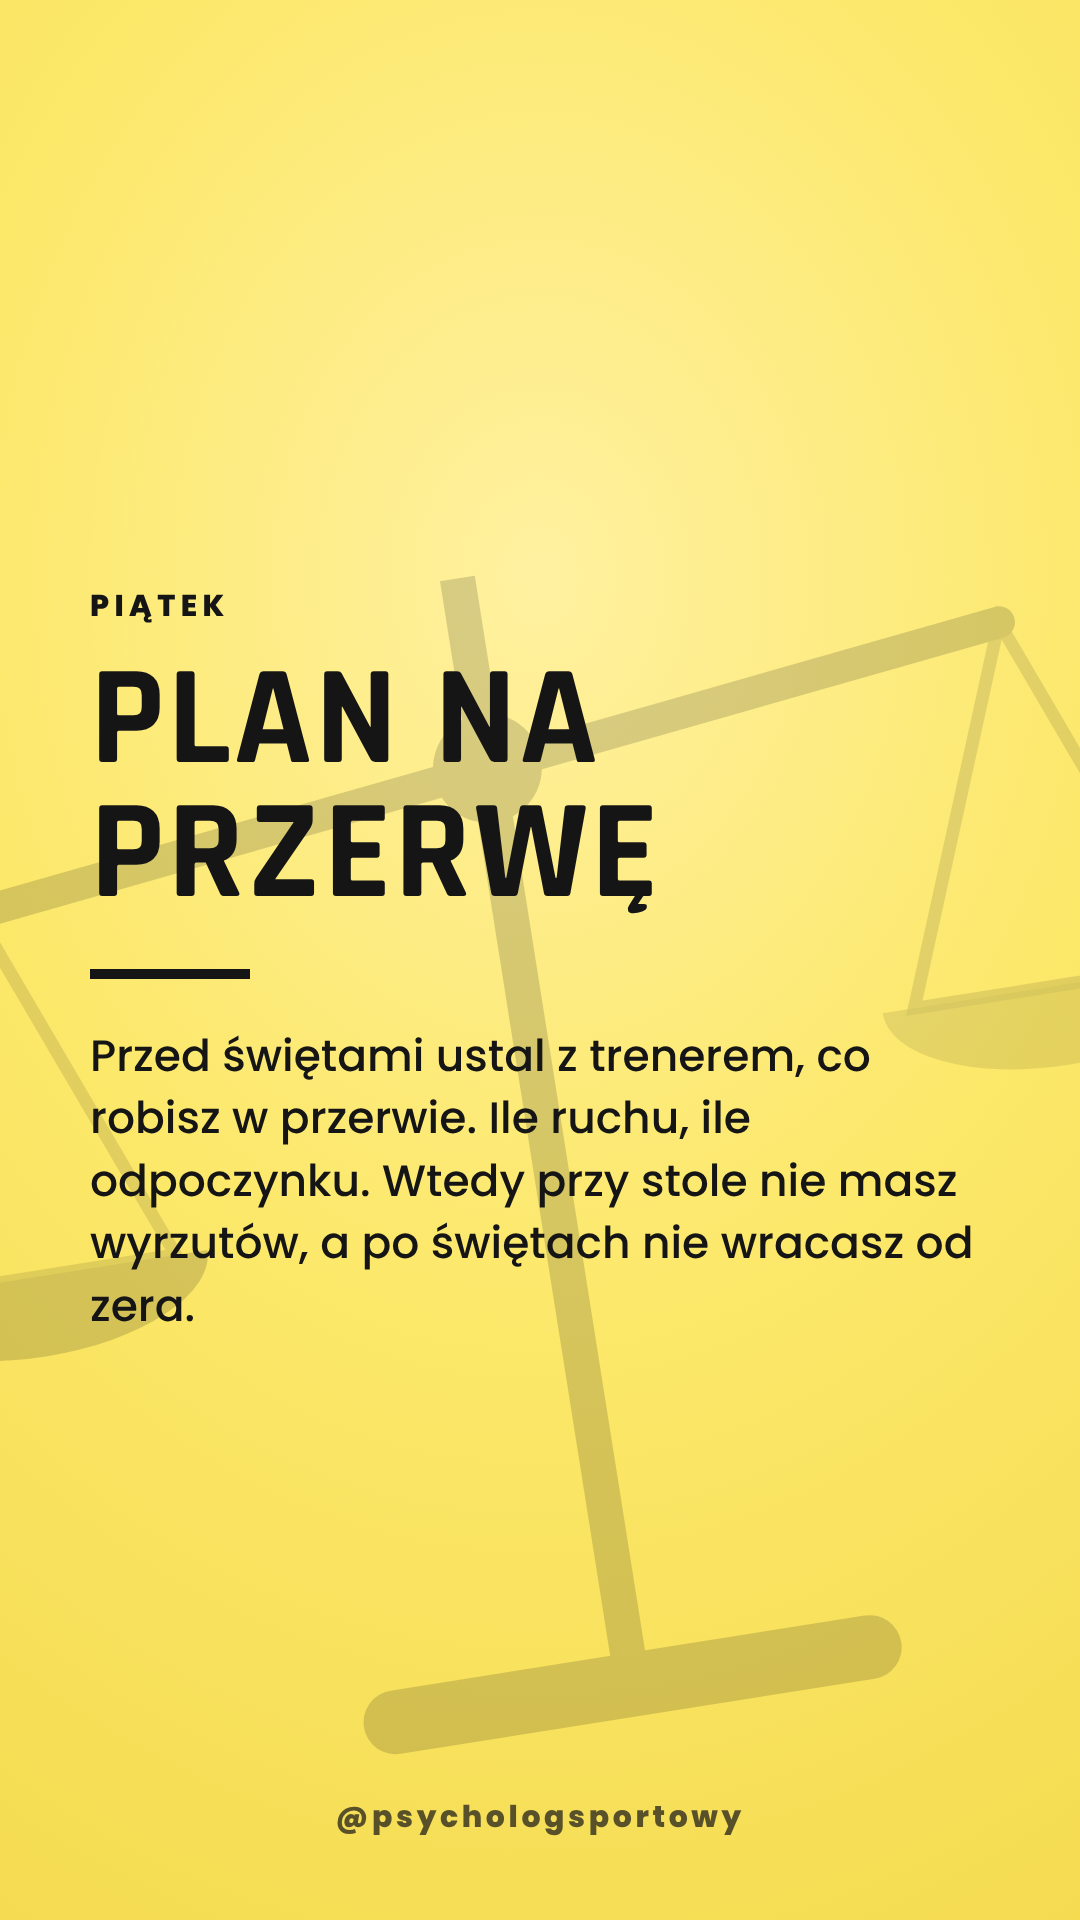 PIĄTEK
PLAN NA
PRZERWĘ
Przed świętami ustal z trenerem, co
robisz w przerwie. Ile ruchu, ile
odpoczynku. Wtedy przy stole nie masz
wyrzutów, a po świętach nie wracasz od
zera.
@psychologsportowy